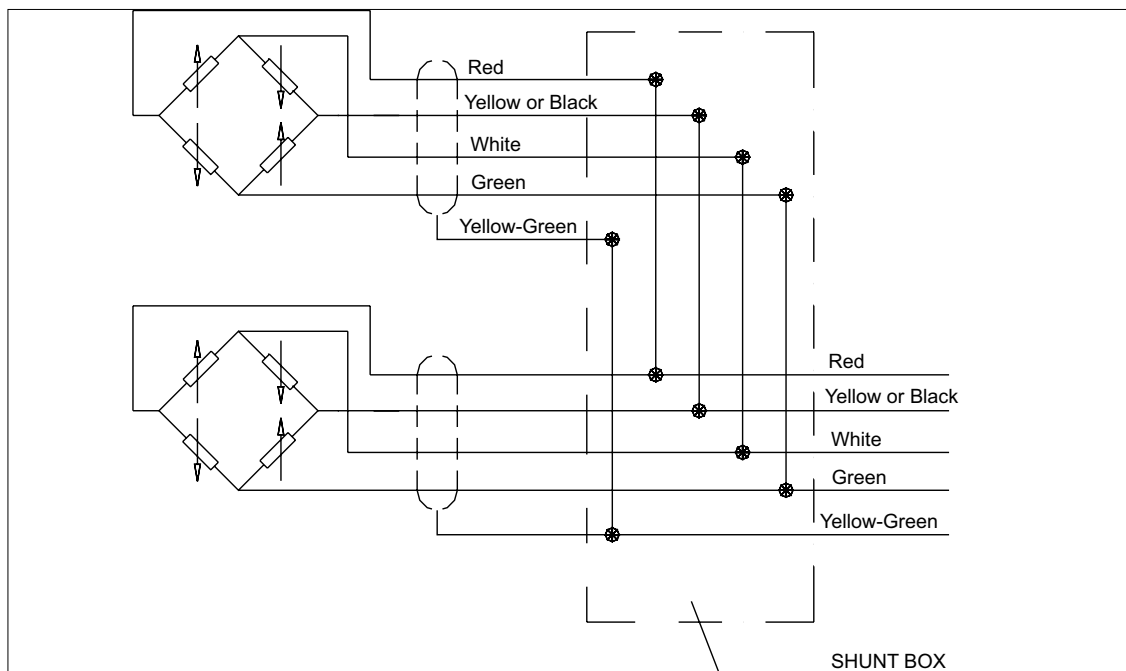 Red
Yellow or Black
White
Green
Yellow-Green
Red
Yellow or Black
White
Green
Yellow-Green
SHUNT BOX